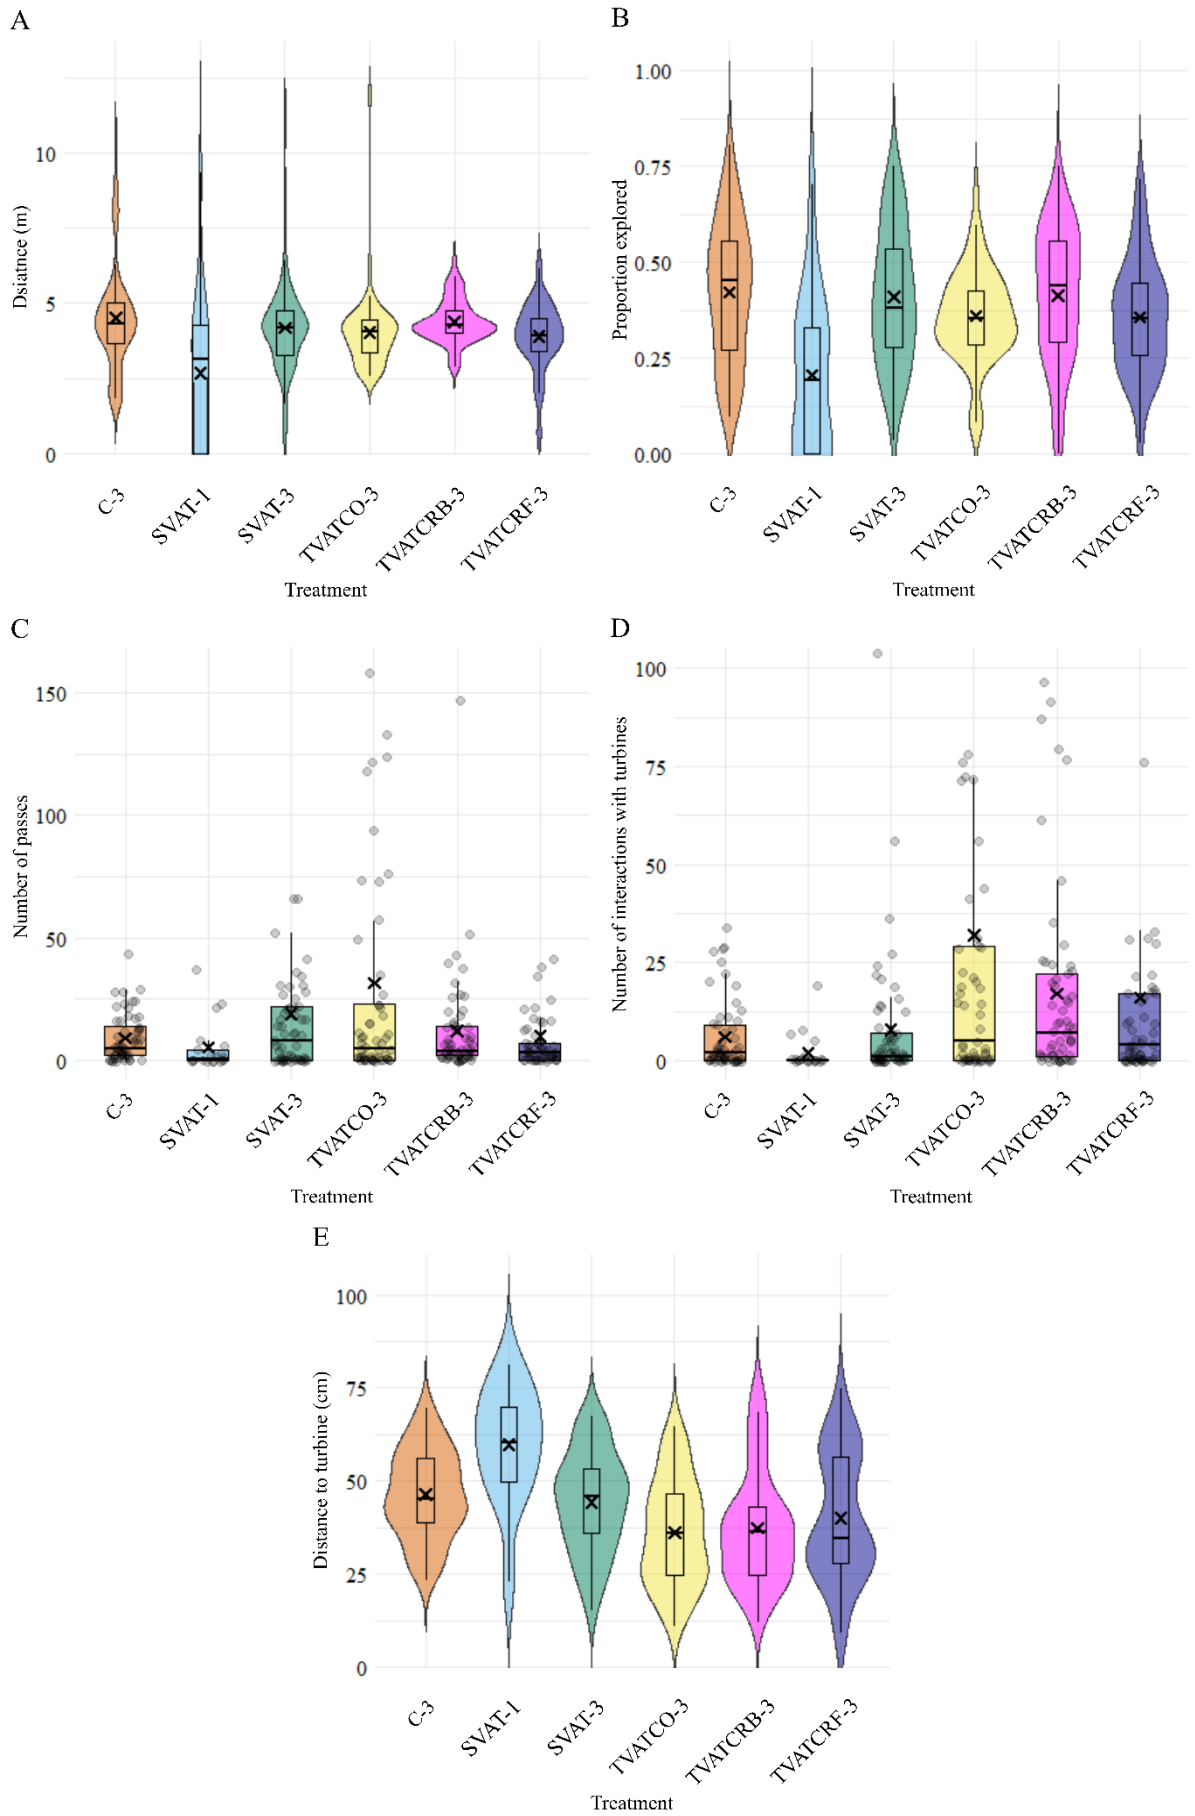 A
Dsiatnce (m)
10
5
0
C-3
SVAT-1
SVAT-3
TVATCO-3
TVATCRB-3
TVATCRF-3
Treatment
B
Proportion explored
1.00
0.75
0.50
0.25
0.00
C-3
SVAT-1
SVAT-3
TVATCO-3
TVATCRB-3
TVATCRF-3
Treatment
C
Number of passes
150
100
50
0
C-3
SVAT-1
SVAT-3
TVATCO-3
TVATCRB-3
TVATCRF-3
Treatment
D
Number of interactions with turbines
100
75
50
25
0
C-3
SVAT-1
SVAT-3
TVATCO-3
TVATCRB-3
TVATCRF-3
Treatment
E
Distance to turbine (cm)
100
75
50
25
0
C-3
SVAT-1
SVAT-3
TVATCO-3
TVATCRB-3
TVATCRF-3
Treatment